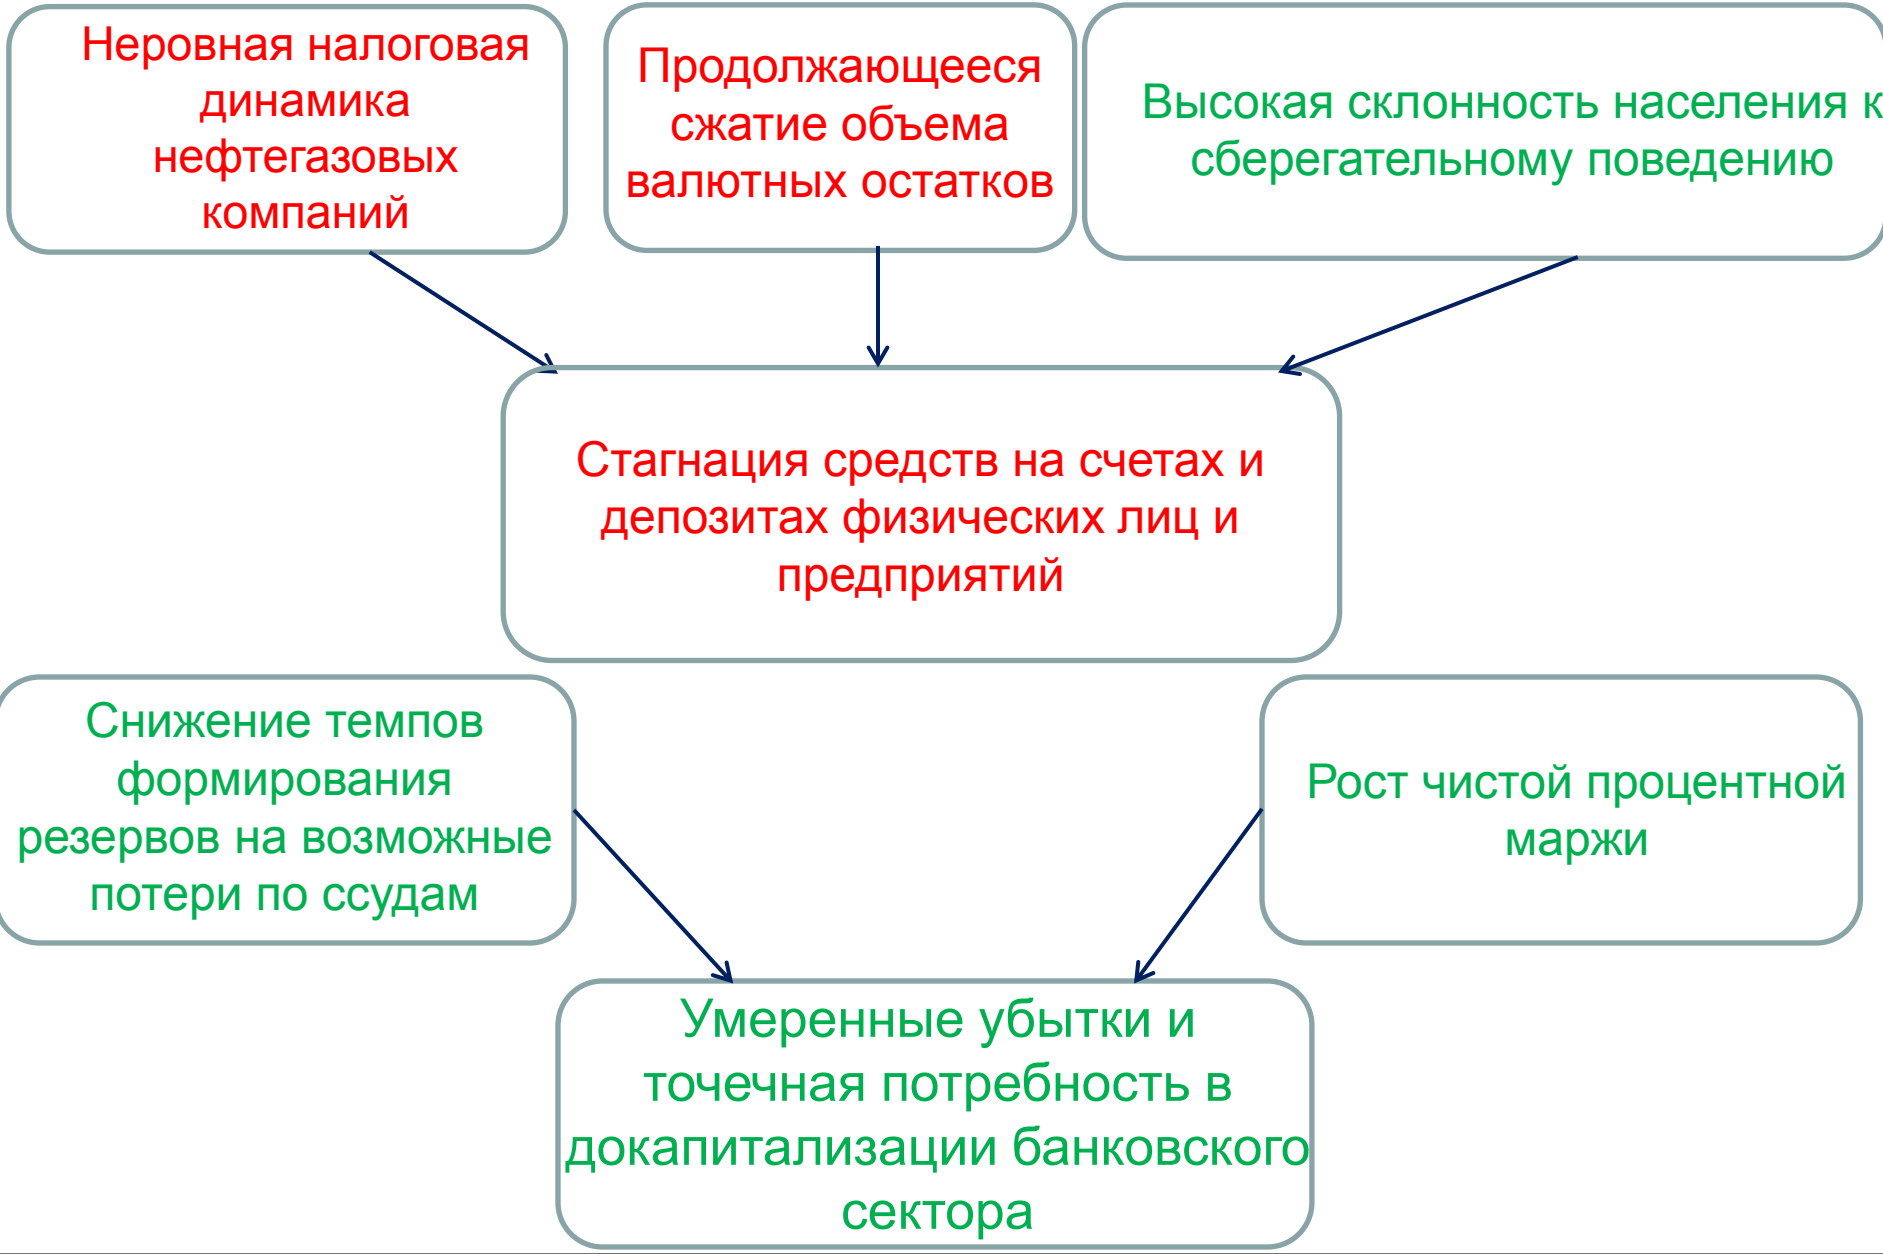 Неровная налоговая
динамика
нефтегазовых
компаний
Продолжающееся
сжатие объема
валютных остатков
Высокая склонность населения к
сберегательному поведению
Стагнация средств на счетах и
депозитах физических лиц и
предприятий
Снижение темпов
формирования
резервов на возможные
потери по ссудам
Рост чистой процентной
маржи
Умеренные убытки и
точечная потребность в
докапитализации банковского
сектора